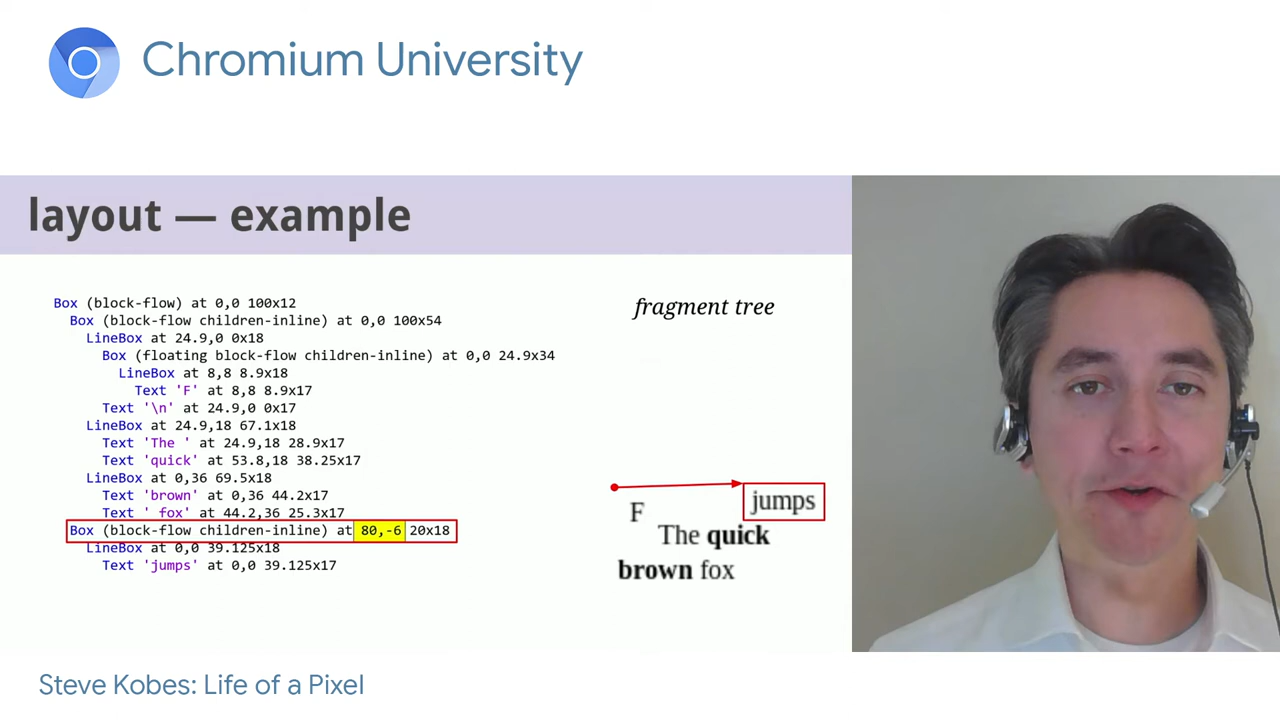 Chromium University
layout — example
Box (block-flow) at 0,0 100x12
Box (block-flow children-inline) at 0,0 100x54
LineBox at 24.9,0 0x18
Box (floating block-flow children-inline) at 0,0 24.9x34
LineBox at 8,8 8.9x18
Text 'F' at 8,8 8.9x17
Text '\n' at 24.9,0 0x17
LineBox at 24.9,18 67.1x18
Text 'The ' at 24.9,18 28.9x17
Text 'quick' at 53.8,18 38.25x17
LineBox at 0,36 69.5x18
Text 'brown' at 0,36 44.2x17
Text ' fox' at 44.2,36 25.3x17
Box (block-flow children-inline) at 80,-6 20x18
LineBox at 0,0 39.125x18
Text 'jumps' at 0,0 39.125x17
fragment tree
jumps
F
The quick
brown fox
Steve Kobes: Life of a Pixel